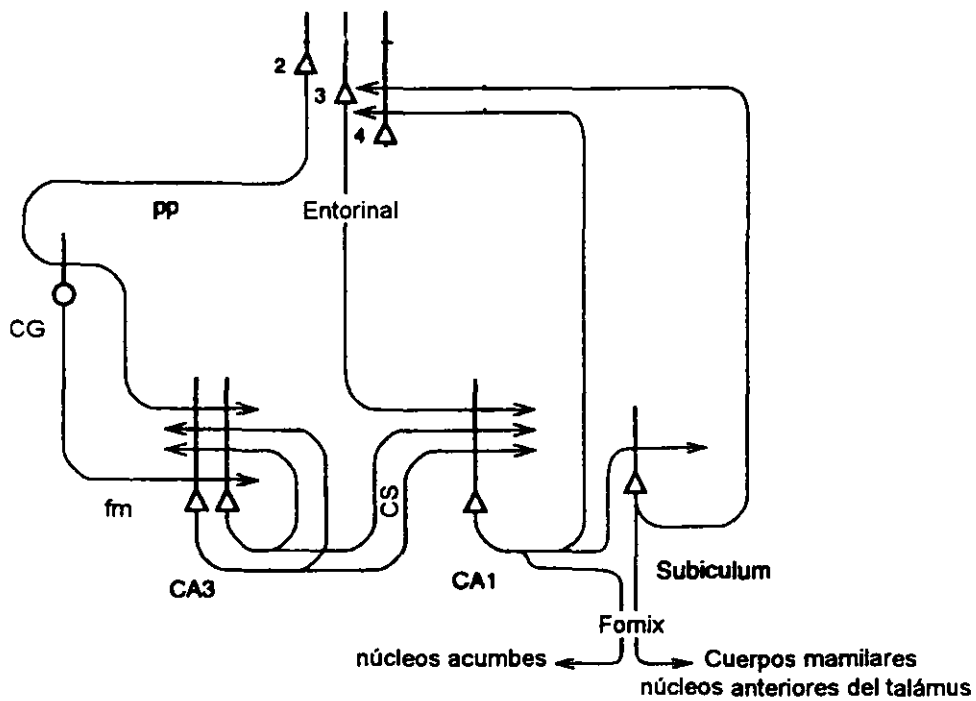 2
3
4
pp
Entorinal
CG
fm
CS
CA3
CA1
Subiculum
Fornix
núcleos acumbes
Cuerpos mamilares
núcleos anteriores del talámus